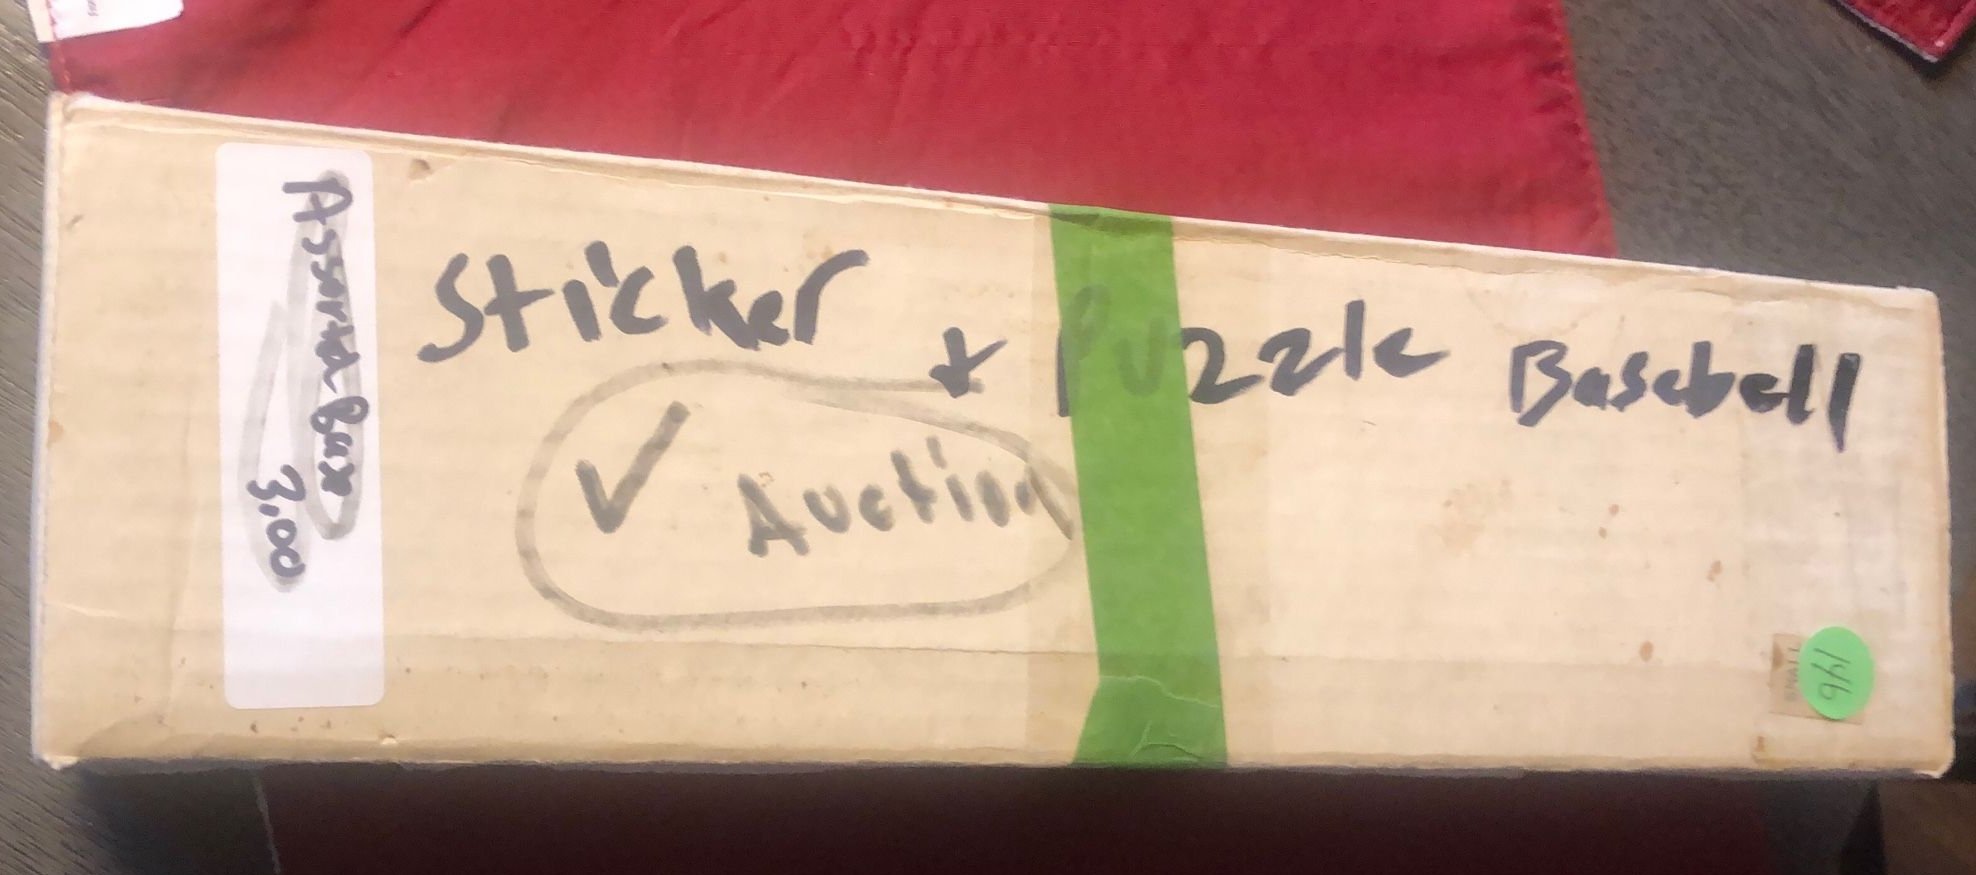 Assorted Box
3.00
Sticker + Puzzle Baseball
✓ Auction
146